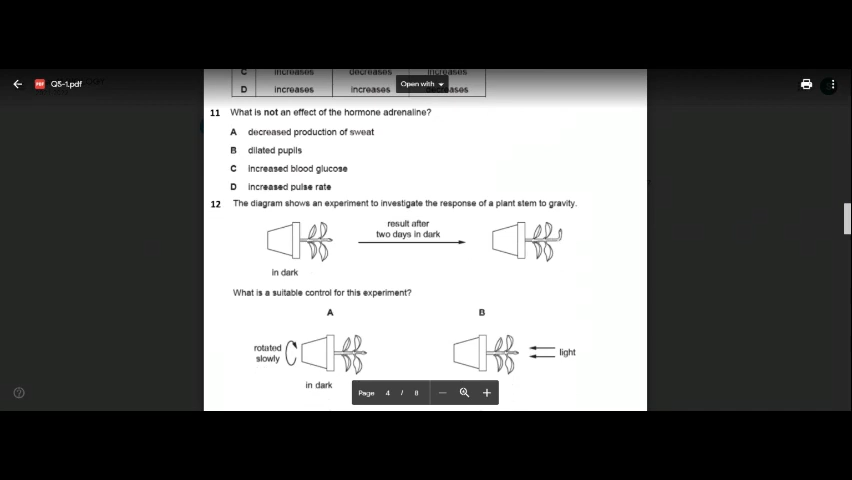 C increases decreases increases
Q5-1.pdf
Open with
D increases increases
11 What is not an effect of the hormone adrenaline?
A decreased production of sweat
B dilated pupils
C increased blood glucose
D increased pulse rate
12 The diagram shows an experiment to investigate the response of a plant stem to gravity.
result after
two days in dark
in dark
What is a suitable control for this experiment?
A B
rotated
slowly
light
in dark
Page 4 / 8